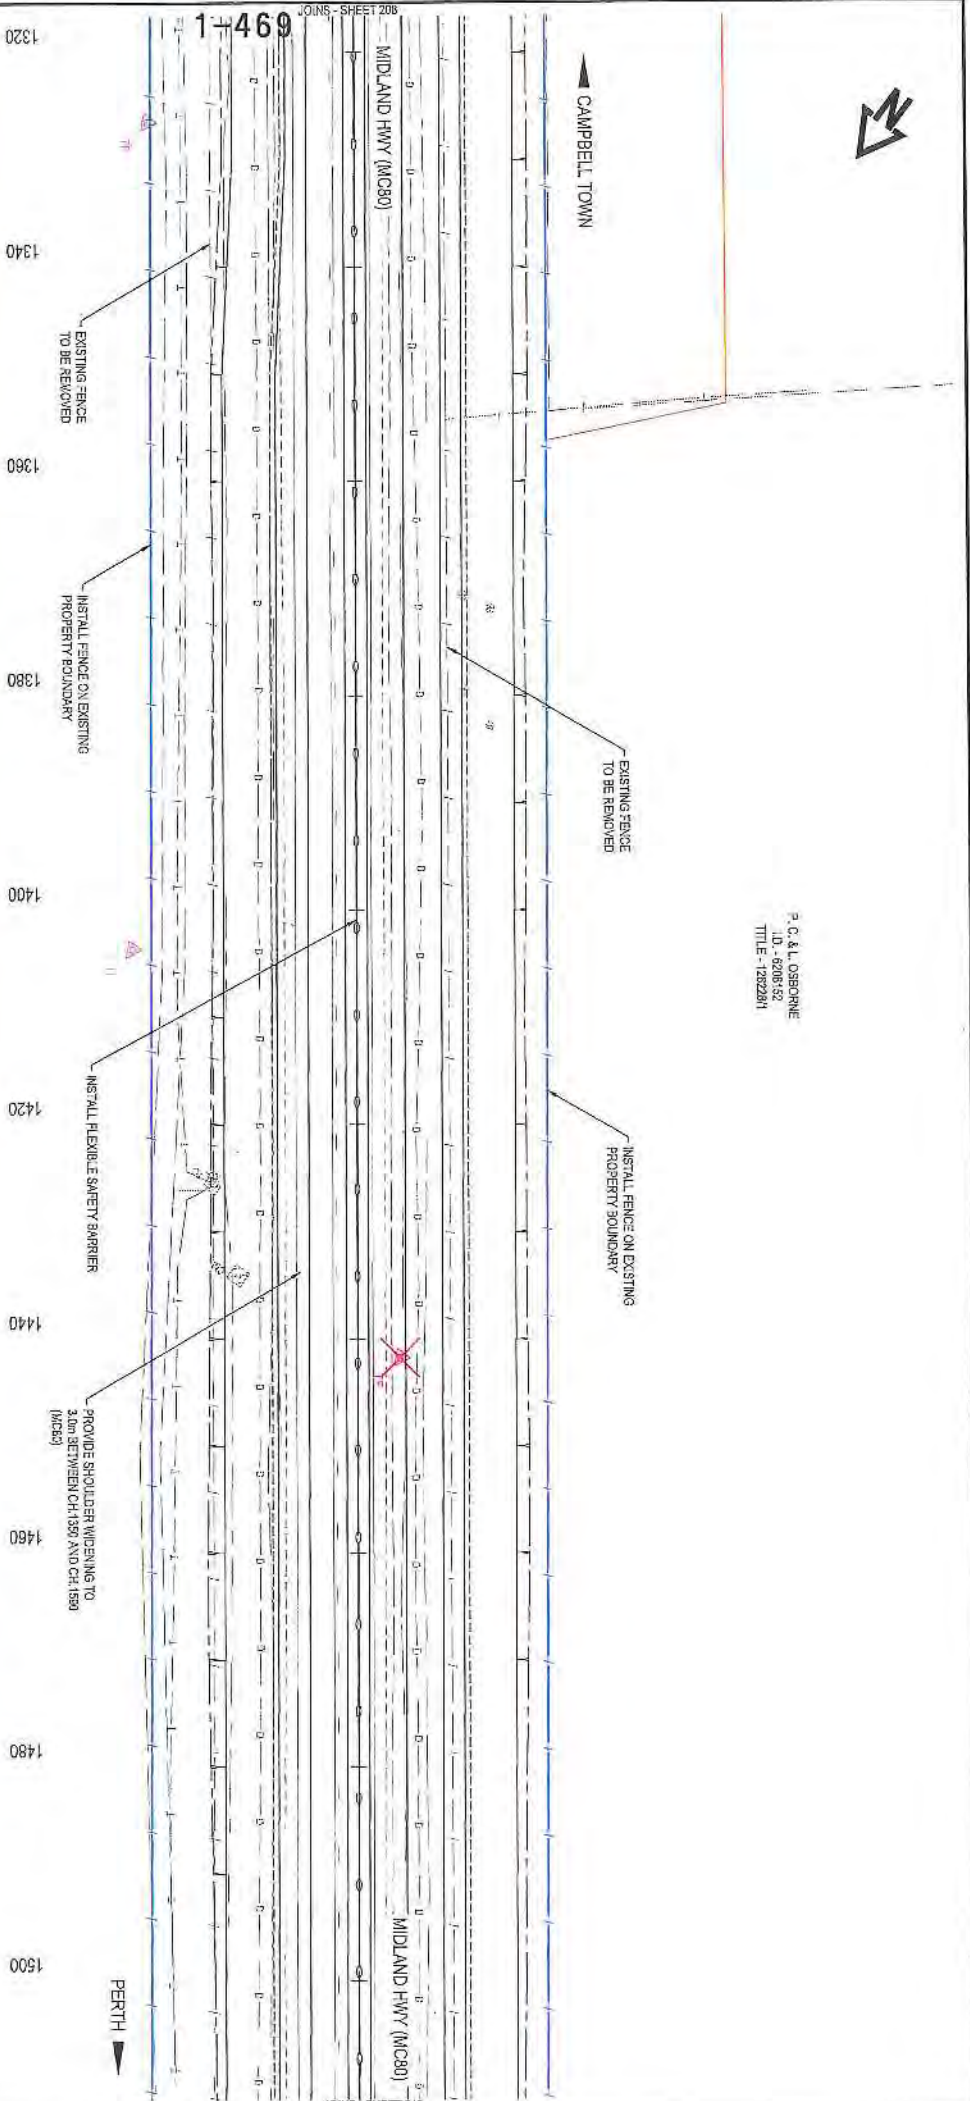 1-469
JOINS - SHEET 208
MIDLAND HWY (MC80)
CAMPBELL TOWN
N
P. C. & L. OSBORNE
I.D. - 6208152
TITLE - 128228/1
EXISTING FENCE
TO BE REMOVED
INSTALL FENCE ON EXISTING
PROPERTY BOUNDARY
MIDLAND HWY (MC80)
EXISTING FENCE
TO BE REMOVED
INSTALL FENCE ON EXISTING
PROPERTY BOUNDARY
INSTALL FLEXIBLE SAFETY BARRIER
PROVIDE SHOULDER WIDENING TO
3.0m BETWEEN CH.1350 AND CH.1590
(MC80)
PERTH
1320
1340
1360
1380
1400
1420
1440
1460
1480
1500